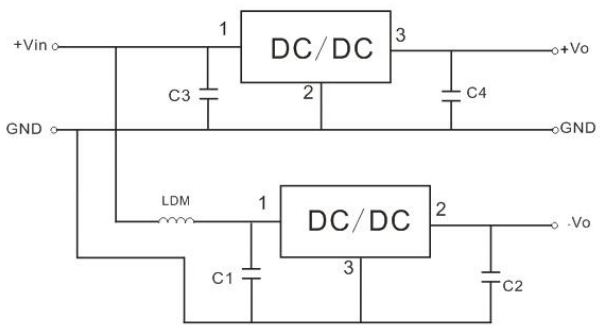 1
+Vin
DC/DC
3
+Vo
C3
2
C4
GND
GND
LDM
1
DC/DC
2
-Vo
C1
3
C2